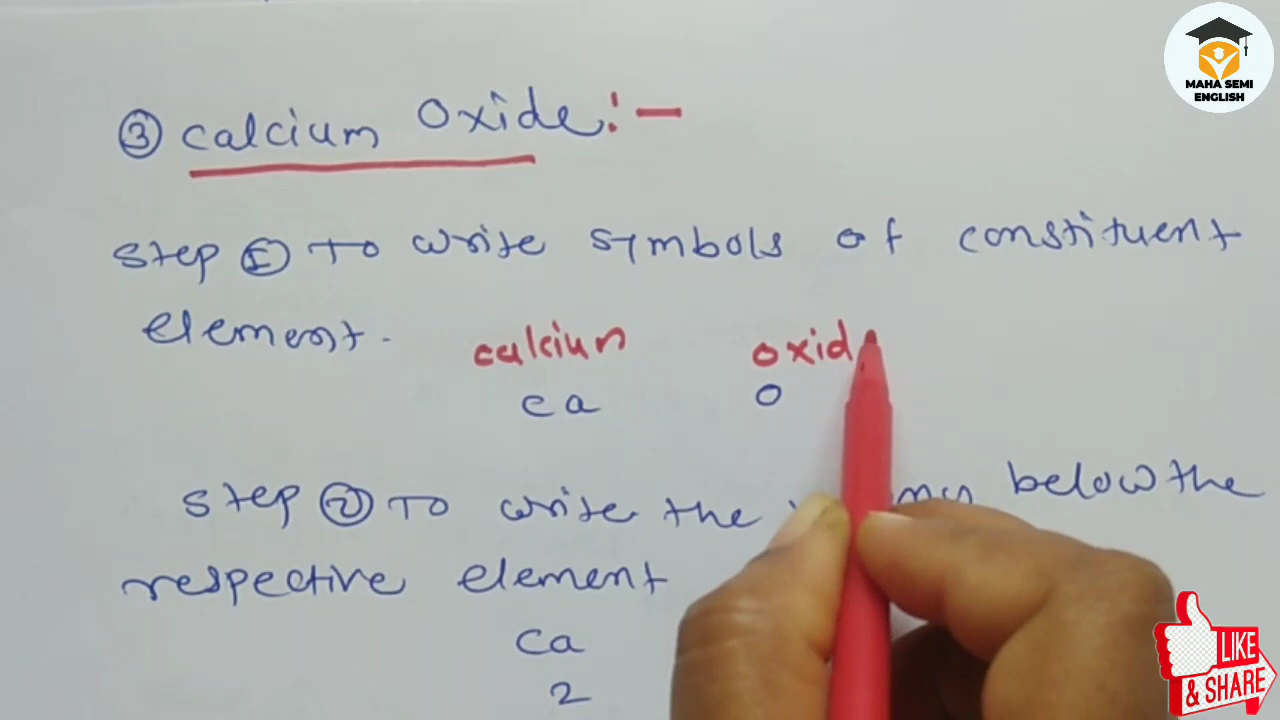 MAHA SEMI
ENGLISH
③ calcium Oxide:-
Step ① To write symbols of constituent
element.
calcium oxid
ca O
Step ② To write the below the
respective element
Ca
2
LIKE
& SHARE